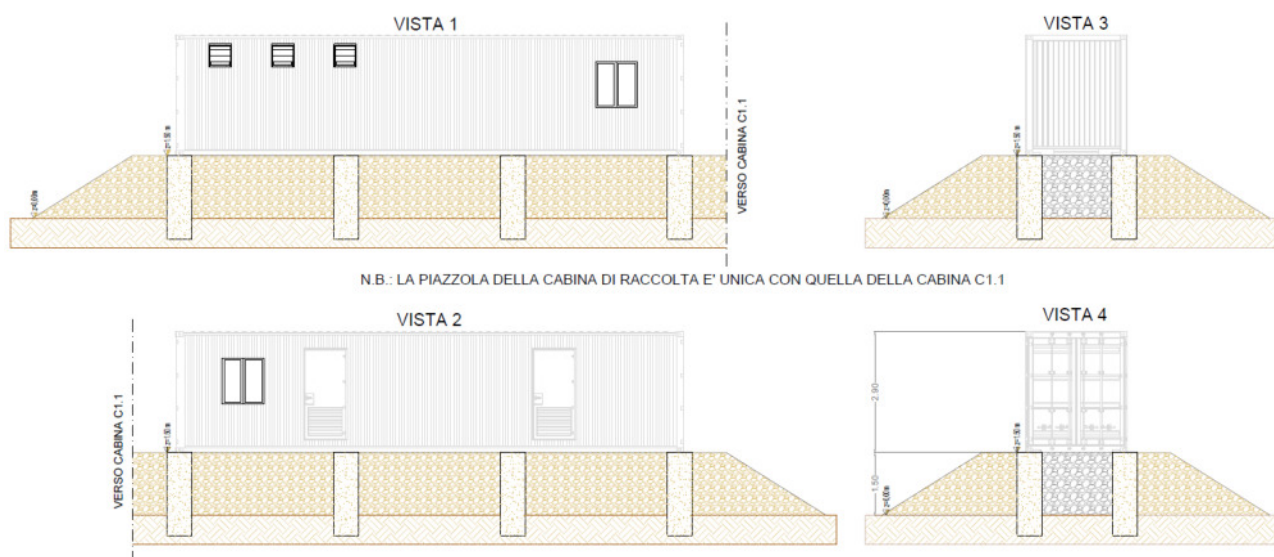 VISTA 1
VISTA 3
VERSO CABINA C1.1
N.B.: LA PIAZZOLA DELLA CABINA DI RACCOLTA E' UNICA CON QUELLA DELLA CABINA C1.1
VISTA 2
VISTA 4
VERSO CABINA C1.1
2.90
1.50